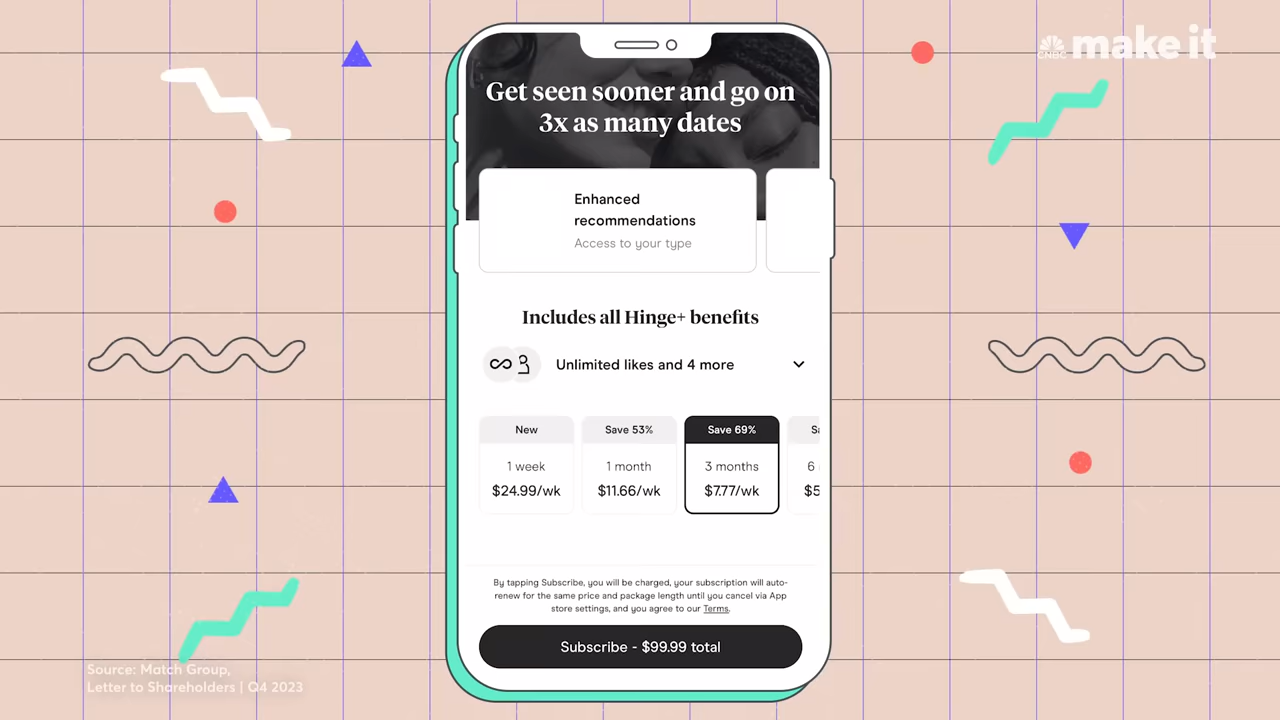 CNBC make it
Get seen sooner and go on
3x as many dates
Enhanced
recommendations
Access to your type
Includes all Hinge+ benefits
Unlimited likes and 4 more
New
1 week
$24.99/wk
Save 53%
1 month
$11.66/wk
Save 69%
3 months
$7.77/wk
Sa
6
$5
By tapping Subscribe, you will be charged, your subscription will auto-
renew for the same price and package length until you cancel via App
store settings, and you agree to our Terms.
Subscribe - $99.99 total
Source: Match Group,
Letter to Shareholders | Q4 2023